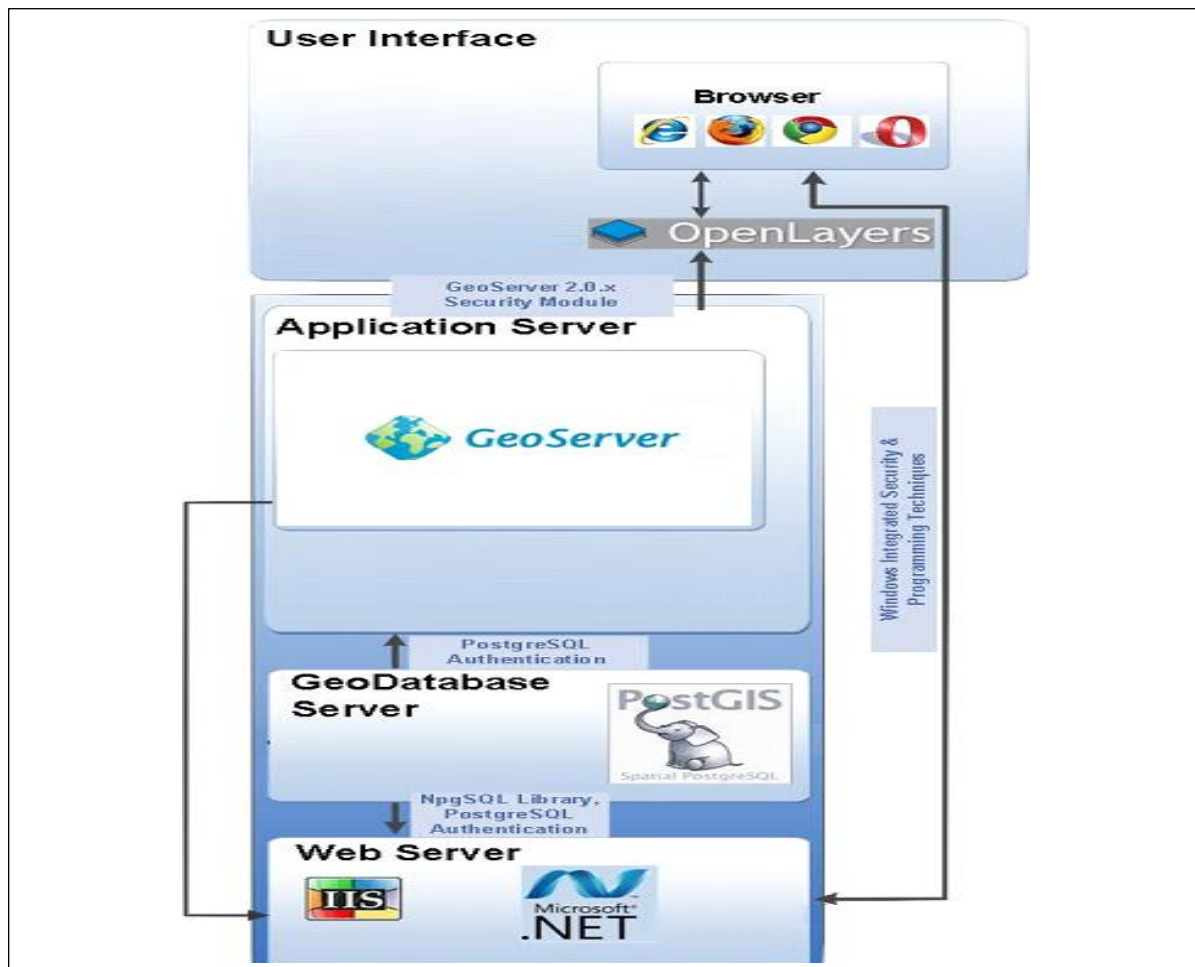 User Interface
Browser
OpenLayers
GeoServer 2.0.x
Security Module
Application Server
GeoServer
Windows Integrated Security &
Programming Techniques
PostgreSQL
Authentication
GeoDatabase
Server
PostGIS
Spatial PostgreSQL
NpgSQL Library,
PostgreSQL
Authentication
Web Server
IIS
Microsoft®
.NET